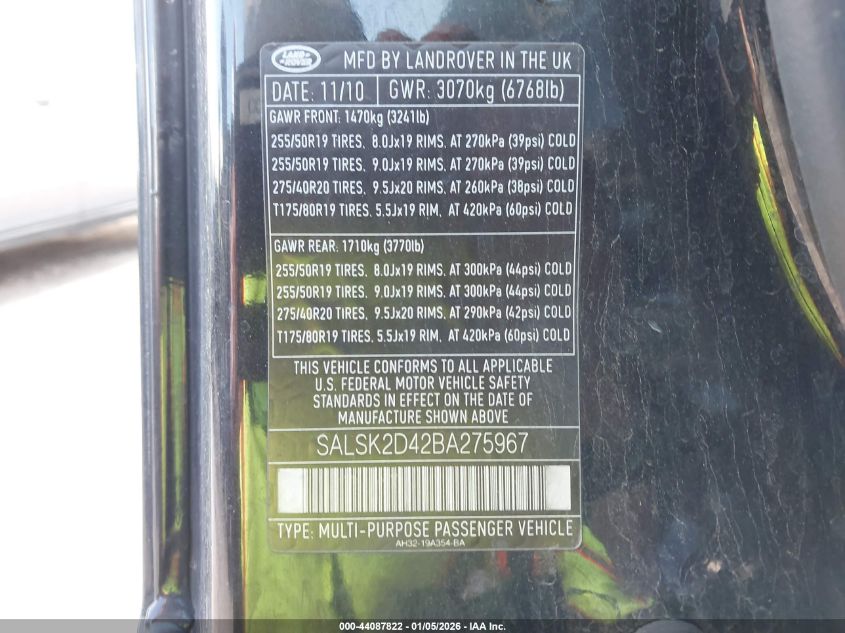 LAND ROVER
MFD BY LANDROVER IN THE UK
DATE: 11/10 GWR: 3070kg (6768lb)
GAWR FRONT: 1470kg (3241lb)
255/50R19 TIRES, 8.0Jx19 RIMS, AT 270kPa (39psi) COLD
255/50R19 TIRES, 9.0Jx19 RIMS, AT 270kPa (39psi) COLD
275/40R20 TIRES, 9.5Jx20 RIMS, AT 260kPa (38psi) COLD
T175/80R19 TIRES, 5.5Jx19 RIM, AT 420kPa (60psi) COLD
GAWR REAR: 1710kg (3770lb)
255/50R19 TIRES, 8.0Jx19 RIMS, AT 300kPa (44psi) COLD
255/50R19 TIRES, 9.0Jx19 RIMS, AT 300kPa (44psi) COLD
275/40R20 TIRES, 9.5Jx20 RIMS, AT 290kPa (42psi) COLD
T175/80R19 TIRES, 5.5Jx19 RIM, AT 420kPa (60psi) COLD
THIS VEHICLE CONFORMS TO ALL APPLICABLE
U.S. FEDERAL MOTOR VEHICLE SAFETY
STANDARDS IN EFFECT ON THE DATE OF
MANUFACTURE SHOWN ABOVE
SALSK2D42BA275967
TYPE: MULTI-PURPOSE PASSENGER VEHICLE
AH32-19A354-BA
000-44087822 - 01/05/2026 - IAA Inc.